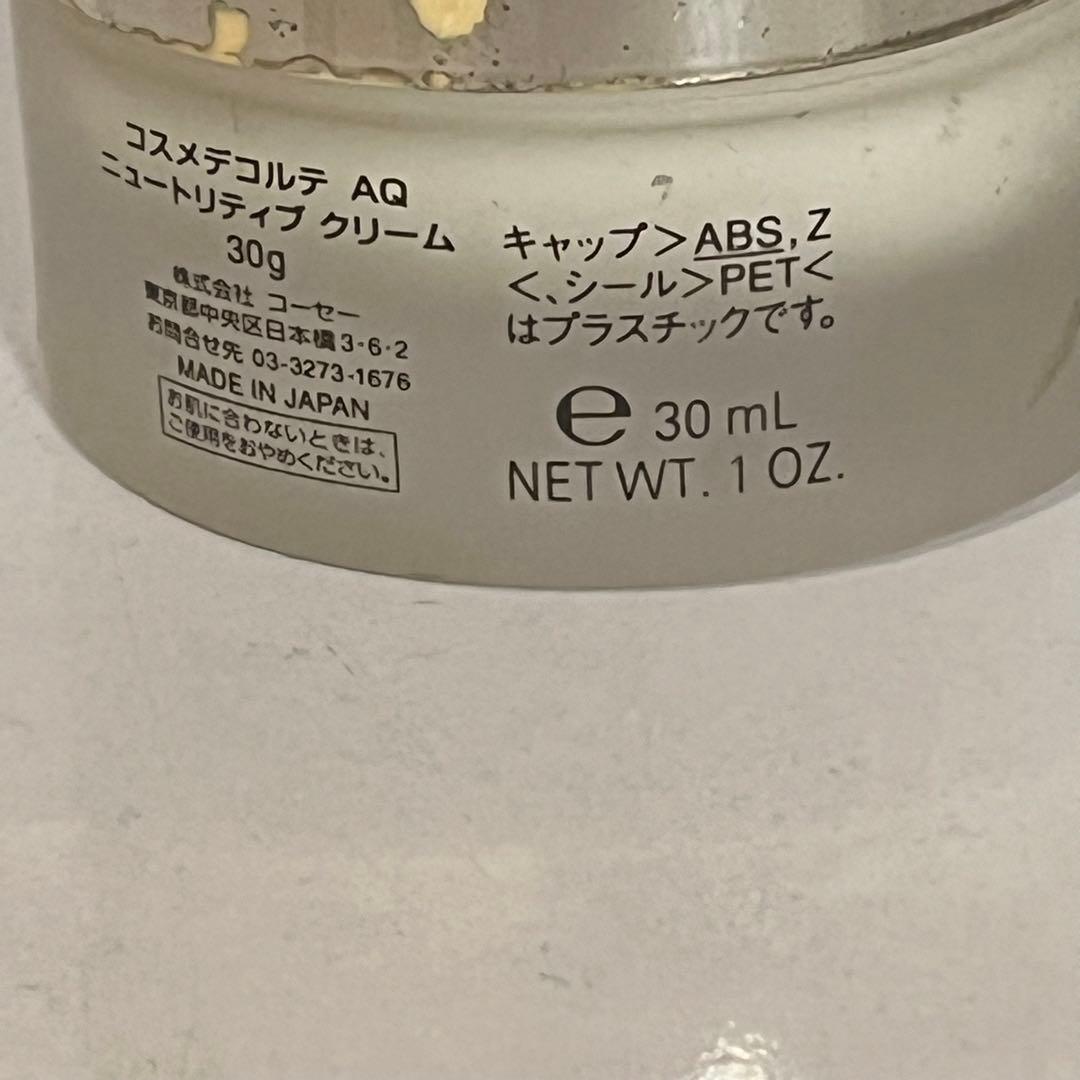 コスメデコルテ AQ
ニュートリティブ クリーム
30g
株式会社 コーセー
東京都中央区日本橋3-6-2
お問合せ先 03-3273-1676
MADE IN JAPAN
お肌に合わないときは、
ご使用をおやめください。
キャップ>ABS,Z
<、シール>PET<
はプラスチックです。
e 30 mL
NET WT. 1 OZ.